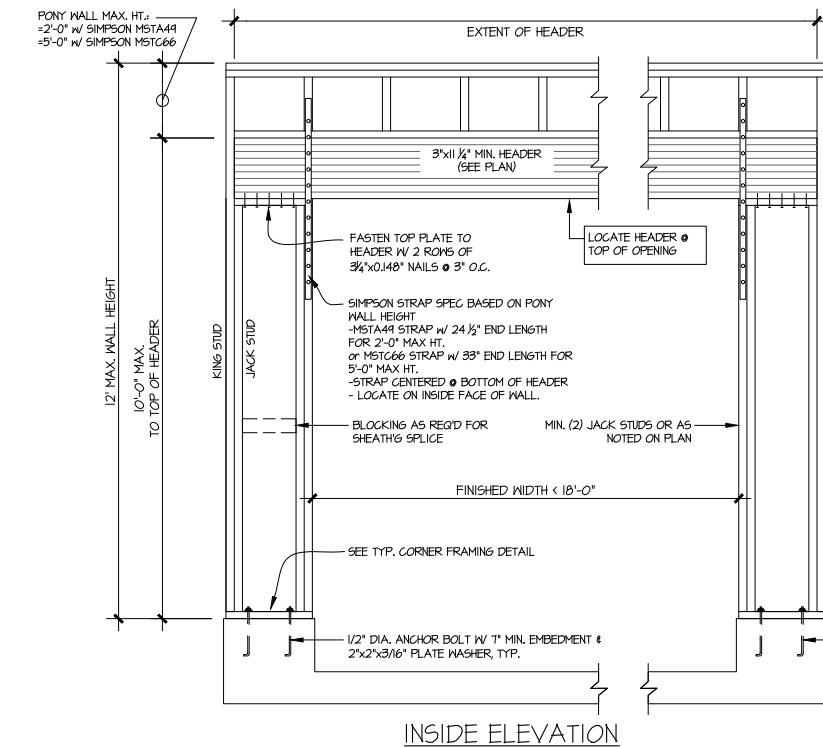 PONY WALL MAX. HT.:
=2'-0" W/ SIMPSON MSTA49
=5'-0" W/ SIMPSON MSTC66
EXTENT OF HEADER
3"x11 1/4" MIN. HEADER
(SEE PLAN)
FASTEN TOP PLATE TO
HEADER W/ 2 ROWS OF
3 1/4"x0.148" NAILS @ 3" O.C.
LOCATE HEADER @
TOP OF OPENING
SIMPSON STRAP SPEC BASED ON PONY
WALL HEIGHT
-MSTA49 STRAP W/ 24 1/2" END LENGTH
FOR 2'-0" MAX HT.
or MSTC66 STRAP W/ 33" END LENGTH FOR
5'-0" MAX HT.
-STRAP CENTERED @ BOTTOM OF HEADER
- LOCATE ON INSIDE FACE OF WALL.
12' MAX. WALL HEIGHT
10'-0" MAX.
TO TOP OF HEADER
KING STUD
JACK STUD
BLOCKING AS REQ'D FOR
SHEATH'G SPLICE
MIN. (2) JACK STUDS OR AS
NOTED ON PLAN
FINISHED WIDTH < 18'-0"
SEE TYP. CORNER FRAMING DETAIL
1/2" DIA. ANCHOR BOLT W/ 7" MIN. EMBEDMENT &
2"x2"x3/16" PLATE WASHER, TYP.
INSIDE ELEVATION